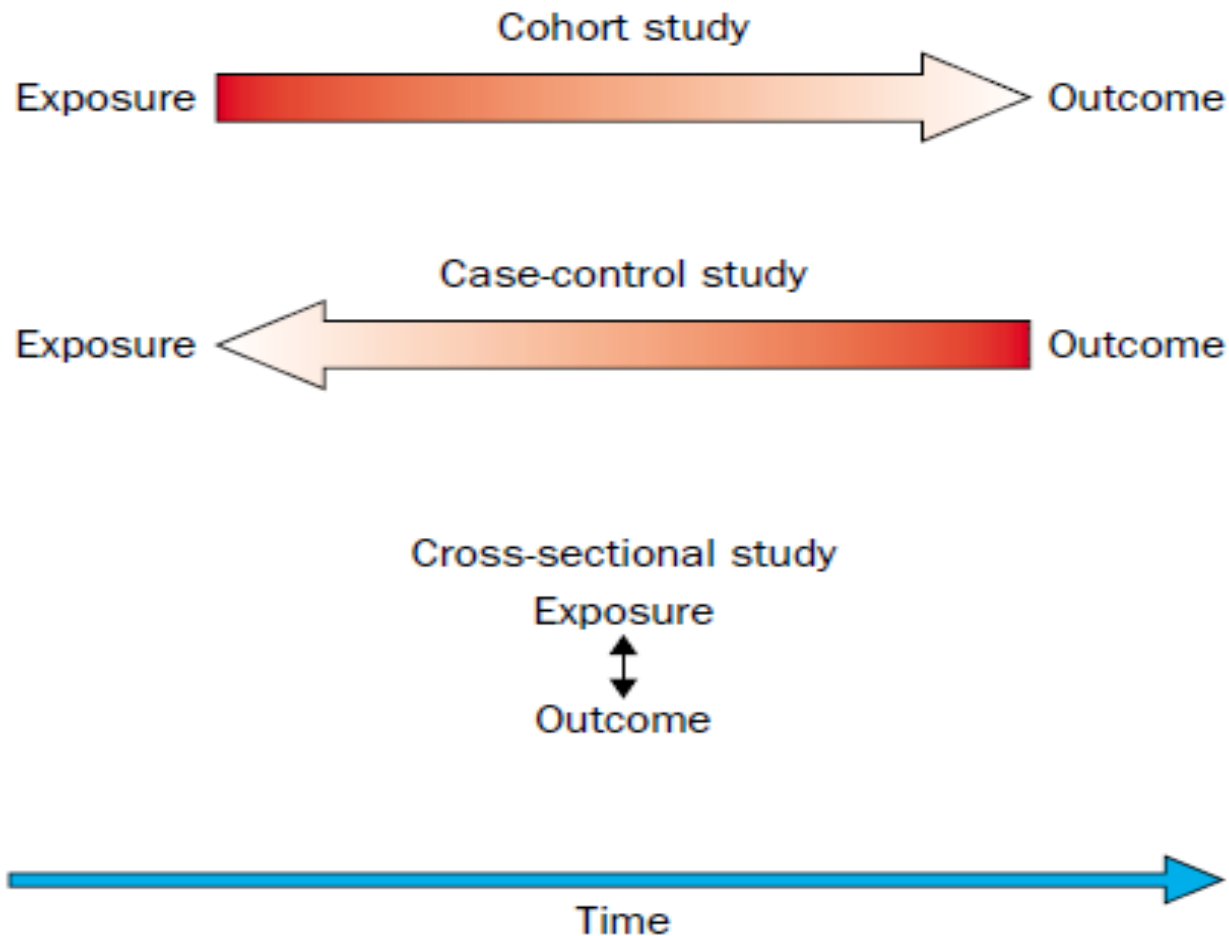 Cohort study
Exposure Outcome
Case-control study
Exposure Outcome
Cross-sectional study
Exposure
Outcome
Time